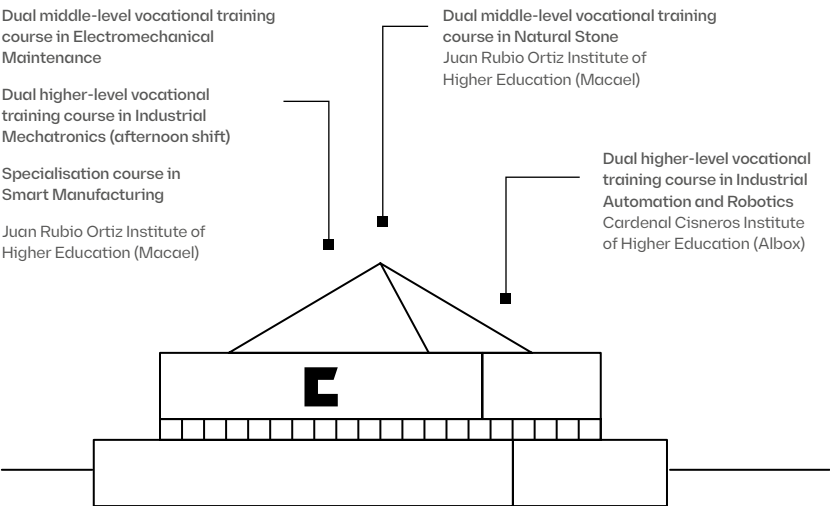 Dual middle-level vocational training
course in Electromechanical
Maintenance
Dual higher-level vocational
training course in Industrial
Mechatronics (afternoon shift)
Specialisation course in
Smart Manufacturing
Juan Rubio Ortiz Institute of
Higher Education (Macael)
Dual middle-level vocational training
course in Natural Stone
Juan Rubio Ortiz Institute of
Higher Education (Macael)
Dual higher-level vocational
training course in Industrial
Automation and Robotics
Cardenal Cisneros Institute
of Higher Education (Albox)